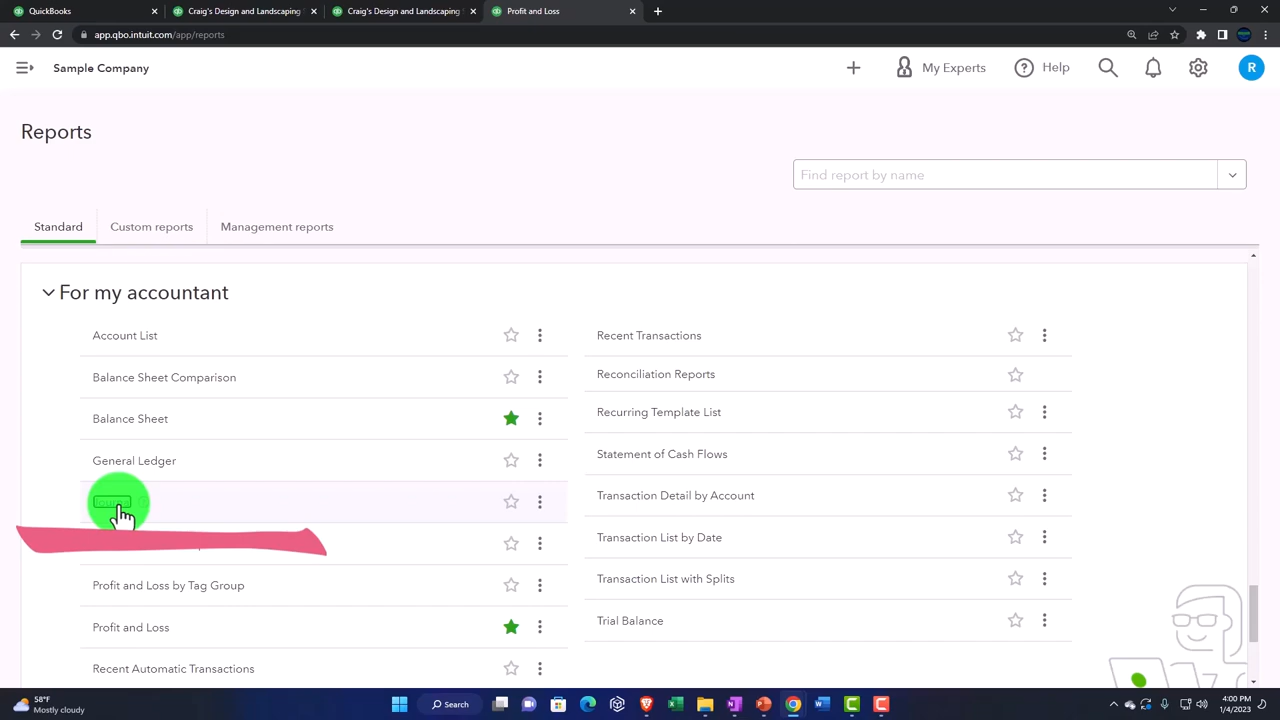 QuickBooks
Craig's Design and Landscaping
Craig's Design and Landscaping
Profit and Loss
app.qbo.intuit.com/app/reports
Sample Company
My Experts
Help
R
Reports
Find report by name
Standard
Custom reports
Management reports
For my accountant
Account List
Balance Sheet Comparison
Balance Sheet
General Ledger
Profit and Loss by Tag Group
Profit and Loss
Recent Automatic Transactions
Recent Transactions
Reconciliation Reports
Recurring Template List
Statement of Cash Flows
Transaction Detail by Account
Transaction List by Date
Transaction List with Splits
Trial Balance
58°F
Mostly cloudy
Search
4:00 PM
1/4/2023